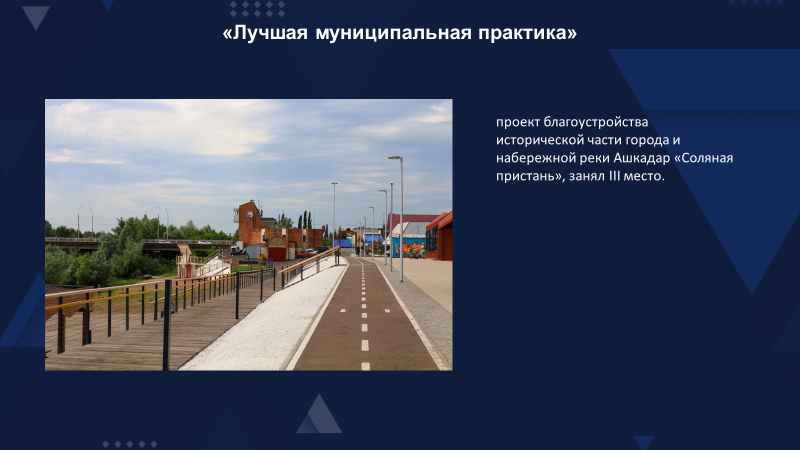 «Лучшая муниципальная практика»
проект благоустройства
исторической части города и
набережной реки Ашкадар «Соляная
пристань», занял III место.